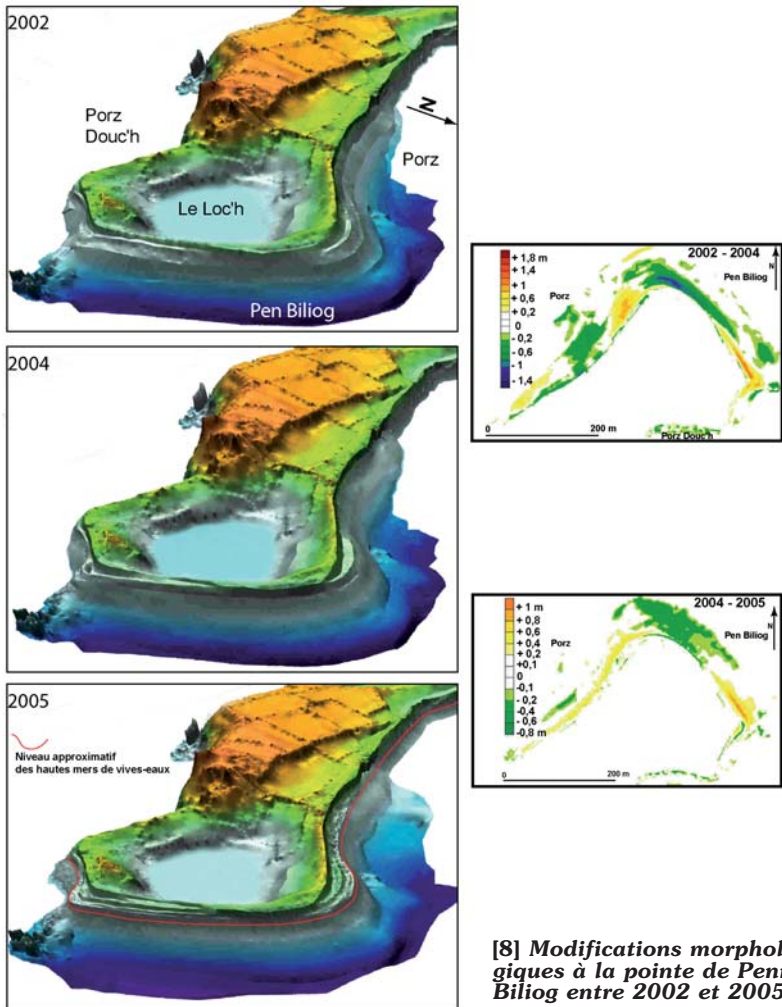 2002
Porz
Douc'h
N
Porz
Le Loc'h
Pen Biliog
2004
2005
Niveau approximatif
des hautes mers de vives-eaux
2002 - 2004
+ 1,8 m
+ 1,4
+ 1
+ 0,6
+ 0,2
0
- 0,2
- 0,6
- 1
- 1,4
Porz
Pen Biliog
N
0
200 m
Porz Douc'h
2004 - 2005
+ 1 m
+ 0,8
+ 0,6
+ 0,4
+ 0,2
+0,1
0
-0,1
- 0,2
-0,4
- 0,6
-0,8 m
Porz
Pen Biliog
N
0
200 m
[8] Modifications morphol
giques à la pointe de Penn
Biliog entre 2002 et 2005